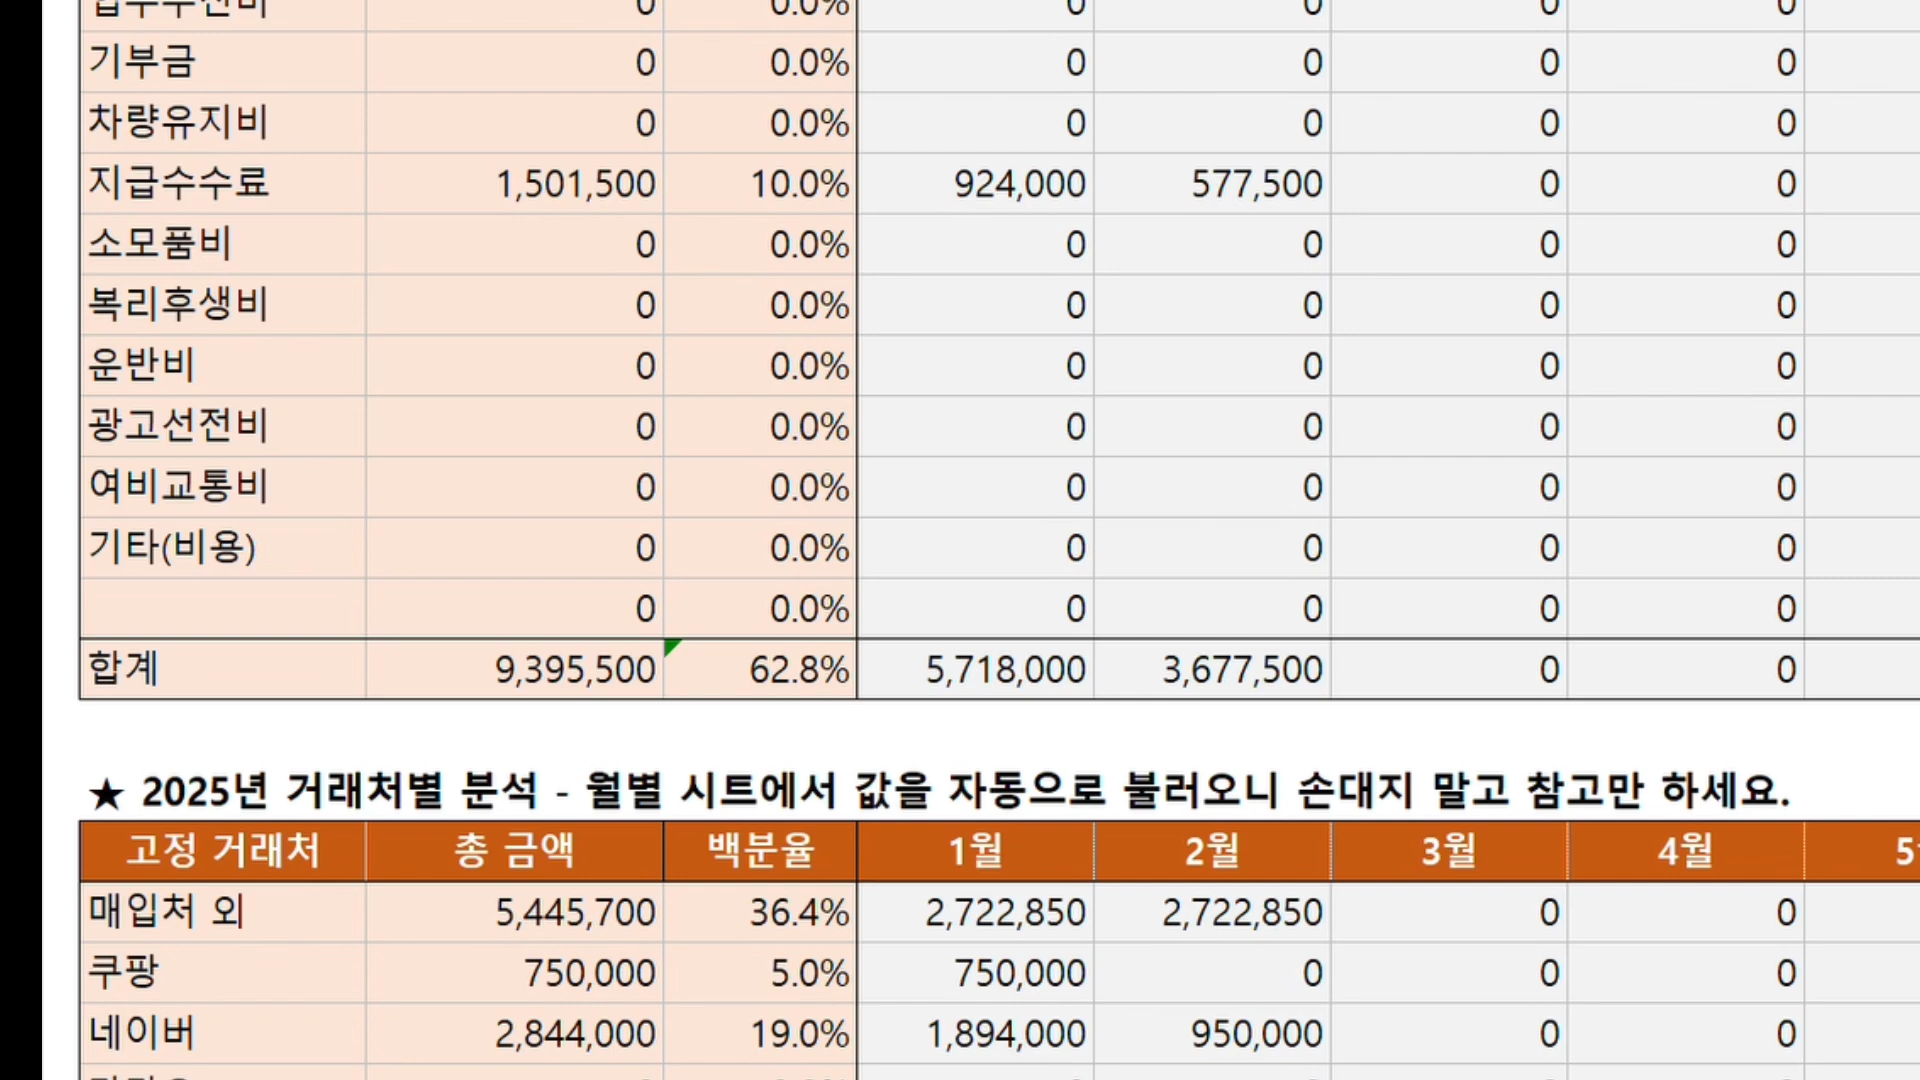 0 0.0% 0 0 0 0
기부금 0 0.0% 0 0 0 0
차량유지비 0 0.0% 0 0 0 0
지급수수료 1,501,500 10.0% 924,000 577,500 0 0
소모품비 0 0.0% 0 0 0 0
복리후생비 0 0.0% 0 0 0 0
운반비 0 0.0% 0 0 0 0
광고선전비 0 0.0% 0 0 0 0
여비교통비 0 0.0% 0 0 0 0
기타(비용) 0 0.0% 0 0 0 0
0 0.0% 0 0 0 0
합계 9,395,500 62.8% 5,718,000 3,677,500 0 0
★ 2025년 거래처별 분석 - 월별 시트에서 값을 자동으로 불러오니 손대지 말고 참고만 하세요.
고정 거래처 총 금액 백분율 1월 2월 3월 4월
매입처 외 5,445,700 36.4% 2,722,850 2,722,850 0 0
쿠팡 750,000 5.0% 750,000 0 0 0
네이버 2,844,000 19.0% 1,894,000 950,000 0 0